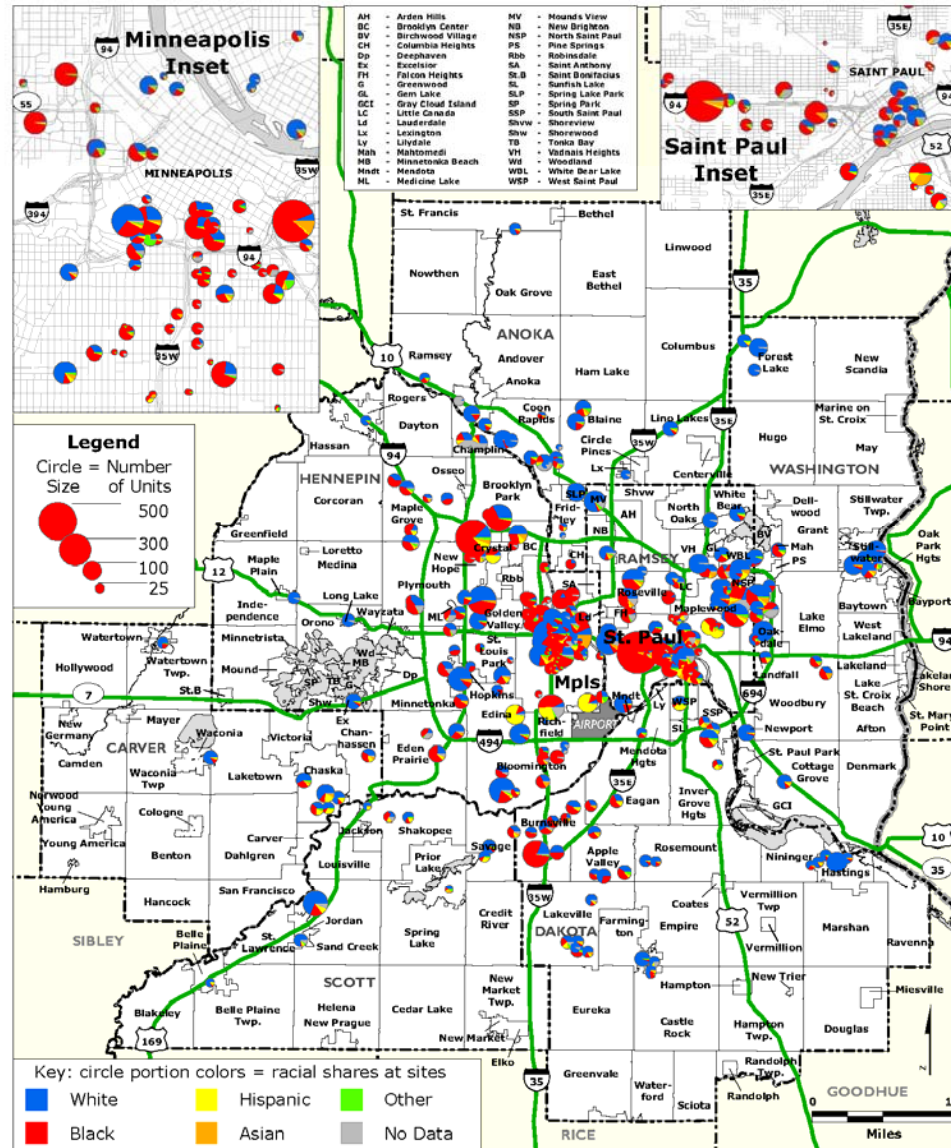 Minneapolis
Inset
94
55
MINNEAPOLIS
35W
394
94
35W
AH - Arden Hills
BC - Brooklyn Center
BV - Birchwood Village
CH - Columbia Heights
Dp - Deephaven
Ex - Excelsior
FH - Falcon Heights
G - Greenwood
GL - Gem Lake
GCI - Gray Cloud Island
LC - Little Canada
Ld - Lauderdale
Lx - Lexington
Ly - Lilydale
Mah - Mahtomedi
MB - Minnetonka Beach
Mndt - Mendota
ML - Medicine Lake
MV - Mounds View
NB - New Brighton
NSP - North Saint Paul
PS - Pine Springs
Rbb - Robinsdale
SA - Saint Anthony
St.B - Saint Bonifacius
SL - Sunfish Lake
SLP - Spring Lake Park
SP - Spring Park
SSP - South Saint Paul
Shvw - Shoreview
Shw - Shorewood
TB - Tonka Bay
VH - Vadnais Heights
Wd - Woodland
WBL - White Bear Lake
WSP - West Saint Paul
35E
SAINT PAUL
94
94
52
Saint Paul
Inset
35E
St. Francis
Bethel
Linwood
35
Nowthen
East
Bethel
Oak Grove
ANOKA
Columbus
10
Ramsey
Andover
Ham Lake
Forest
Lake
New
Scandia
Anoka
Rogers
Dayton
Coon
Rapids
Blaine
Lino Lakes
35E
Marine on
St. Croix
Hassan
94
Champlin
Circle
Pines
35W
Hugo
May
Lx
Centerville
WASHINGTON
HENNEPIN
Osseo
Corcoran
Brooklyn
Park
SLP
MV
Shvw
White
Bear
Dell-
wood
Stillwater
Twp.
Maple
Grove
Frid-
ley
AH
North
Oaks
Grant
Greenfield
NB
BV
Oak Park
Hgts
Crystal
BC
CH
RAMSEY
VH
GL
WBL
Mah
Still-
water
Loretto
Medina
New
Hope
PS
12
Maple
Plain
Plymouth
Rbb
SA
LC
NSP
Bayport
Long Lake
Roseville
Baytown
Inde-
pendence
Orono
Wayzata
ML
Golden
Valley
Ld
FH
Maplewood
Lake
Elmo
West
Lakeland
Watertown
Minnetrista
St.
Louis
Park
St. Paul
Oak-
dale
94
Hollywood
Watertown
Twp.
Mound
Wd
MB
Dp
Landfall
Lakeland
7
St.B
SP
TB
G
Shw
Hopkins
Mpls
Mndt
Ly
WSP
694
Lake
St. Croix
Beach
Lakeland
Shore
Minnetonka
Edina
Rich-
field
AIRPORT
SSP
Woodbury
New
Germany
Mayer
Ex
SL
St. Mary
Point
Camden
Waconia
Victoria
Chan-
hassen
494
Newport
Afton
CARVER
Eden
Prairie
Mendota
Hgts
Waconia
Twp
Laketown
Chaska
Bloomington
35E
St. Paul Park
Cottage
Grove
Denmark
Norwood
Young
America
Cologne
Eagan
Inver
Grove
Hgts
GCI
Young America
Benton
Carver
Dahlgren
Jackson
Shakopee
Burnsville
10
Louisville
Savage
Rosemount
Hamburg
Prior
Lake
Apple
Valley
Nininger
Hastings
35
Hancock
San Francisco
35W
Coates
Vermillion
Twp
Jordan
Credit
River
Lakeville
Farming-
ton
Empire
52
Marshan
SIBLEY
Belle
Plaine
St.
Lawrence
Sand Creek
Spring
Lake
DAKOTA
Vermillion
Ravenna
SCOTT
New
Market
Twp.
Hampton
New Trier
Miesville
Blakeley
Belle Plaine
Twp.
Helena
Cedar Lake
Eureka
Castle
Rock
Hampton
Twp.
Douglas
New Prague
169
New Market
Elko
35
Greenvale
Water-
ford
Sciota
Randolph
Twp.
Randolph
GOODHUE
RICE
Legend
Circle = Number
Size of Units
500
300
100
25
Key: circle portion colors = racial shares at sites
White
Hispanic
Other
Black
Asian
No Data
z
0
1
Miles